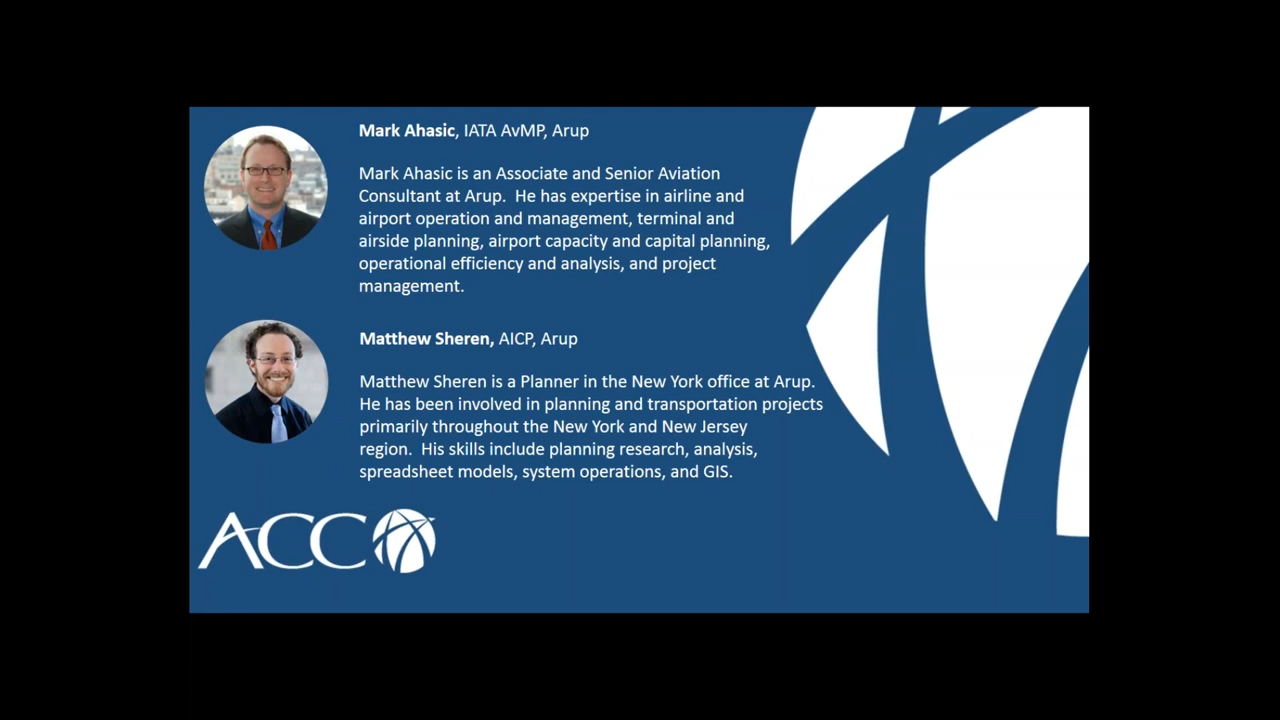 Mark Ahasic, IATA AvMP, Arup
Mark Ahasic is an Associate and Senior Aviation
Consultant at Arup.  He has expertise in airline and
airport operation and management, terminal and
airside planning, airport capacity and capital planning,
operational efficiency and analysis, and project
management.
Matthew Sheren, AICP, Arup
Matthew Sheren is a Planner in the New York office at Arup.
He has been involved in planning and transportation projects
primarily throughout the New York and New Jersey
region.  His skills include planning research, analysis,
spreadsheet models, system operations, and GIS.
ACC